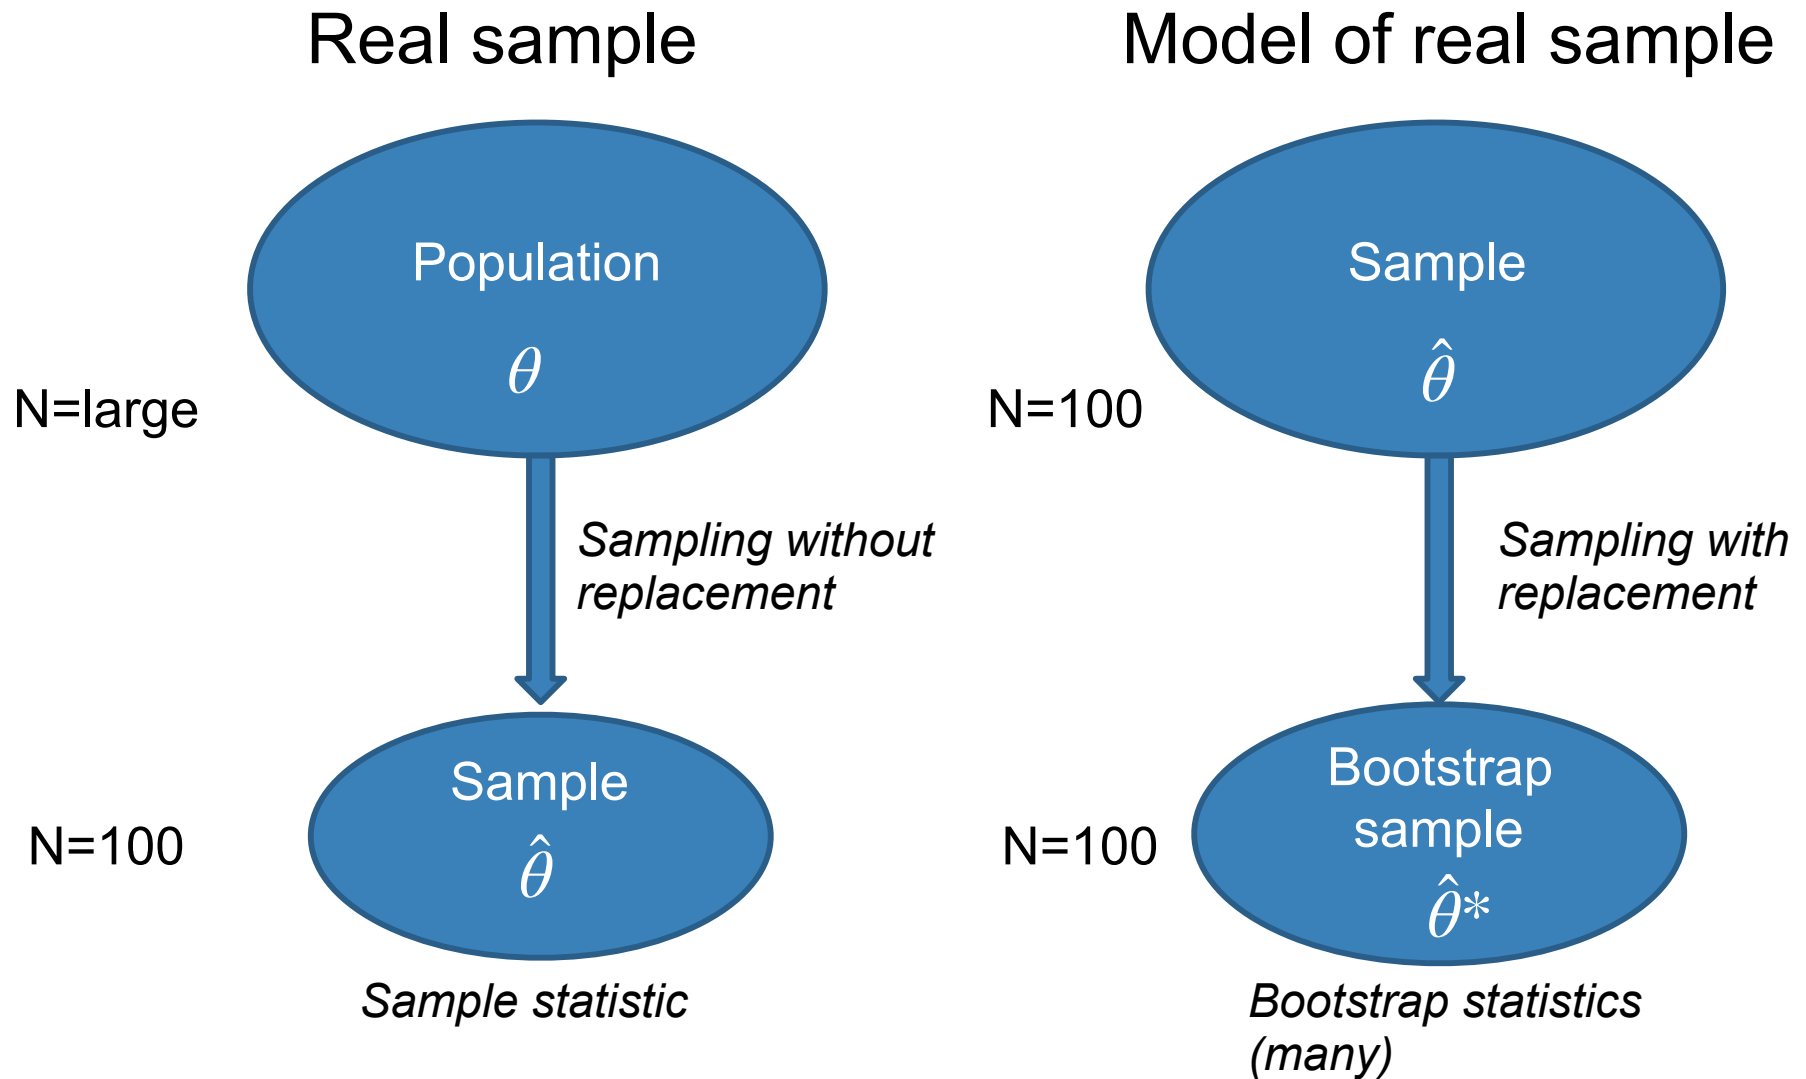 Real sample
Population
θ
N=large
Sampling without
replacement
Sample
θ̂
N=100
Sample statistic
Model of real sample
Sample
θ̂
N=100
Sampling with
replacement
Bootstrap
sample
θ̂*
N=100
Bootstrap statistics
(many)